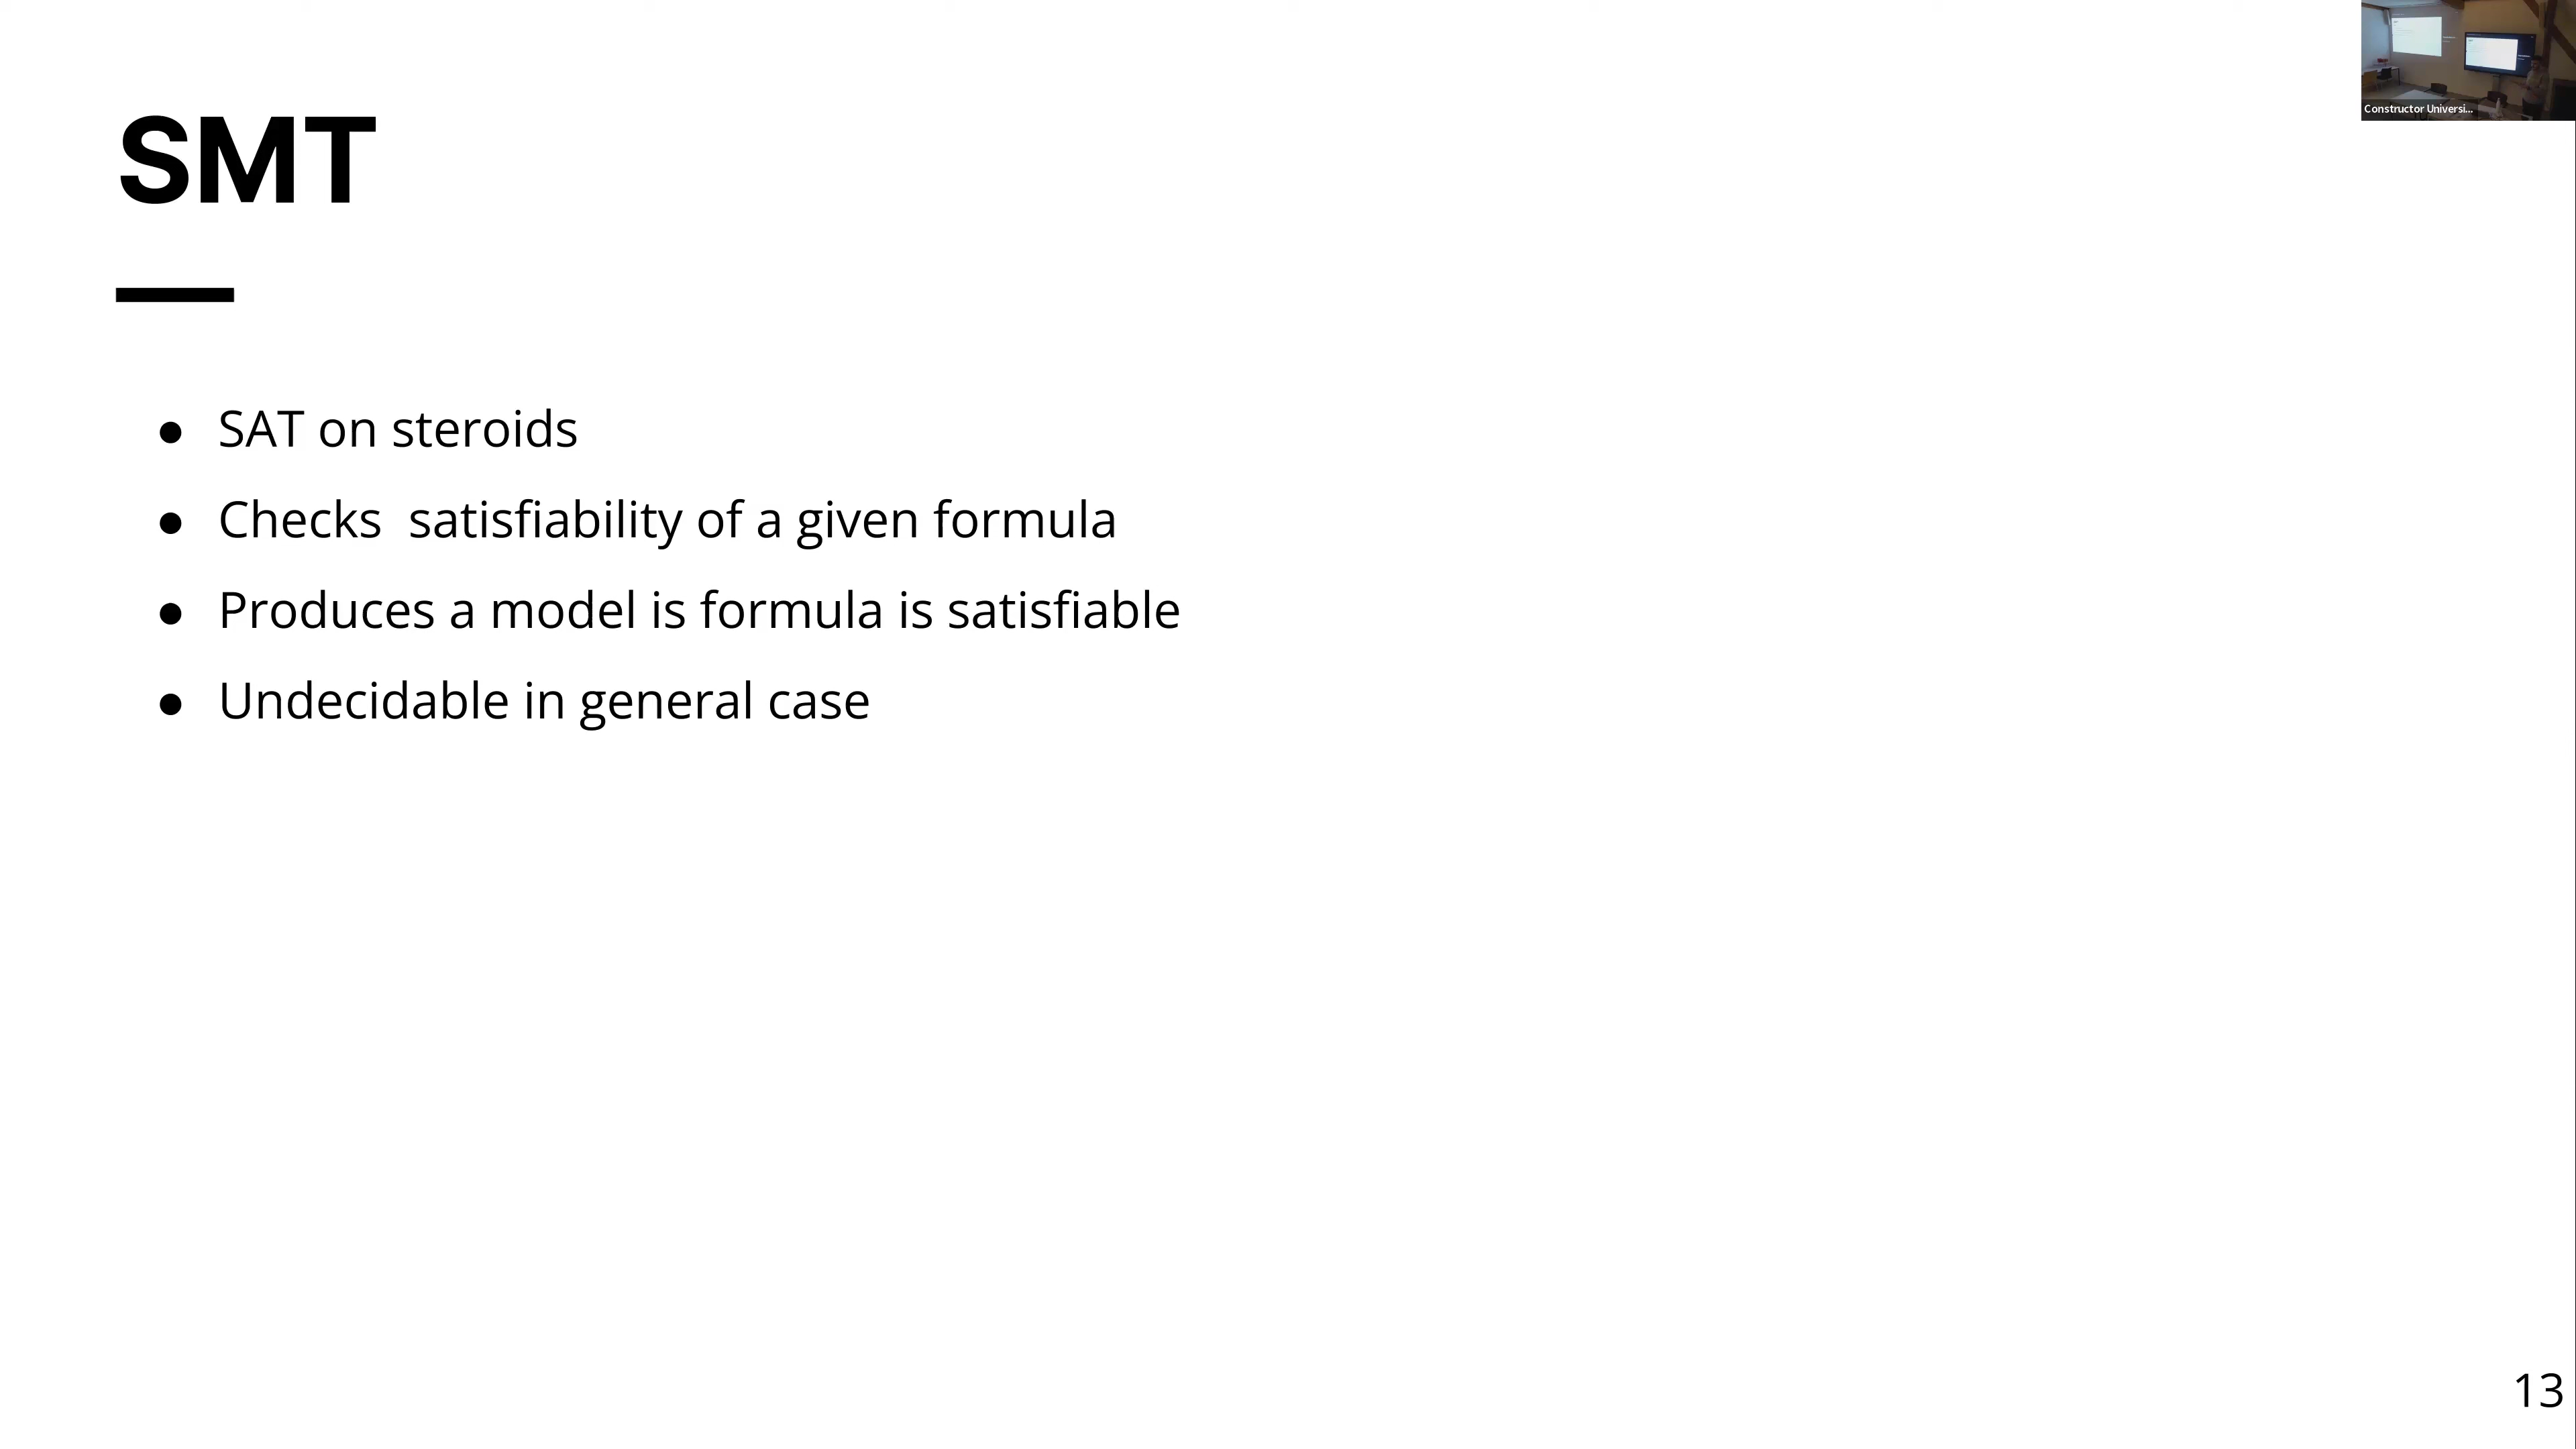 Constructor Universi...
SMT
● SAT on steroids
● Checks  satisfiability of a given formula
● Produces a model is formula is satisfiable
● Undecidable in general case
13